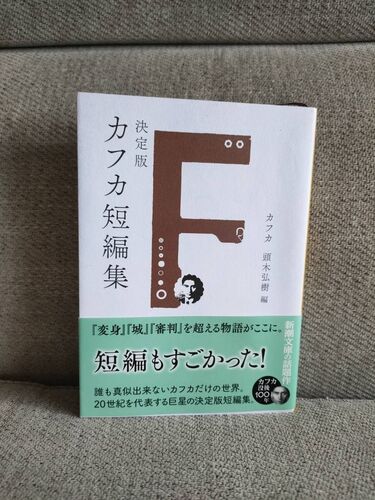 決定版
カフカ短編集
カフカ 頭木弘樹 編
『変身』『城』『審判』を超える物語がここに。
短編もすごかった!
誰も真似出来ないカフカだけの世界。
20世紀を代表する巨星の決定版短編集。
新潮文庫の話題作
カフカ
没後
100年